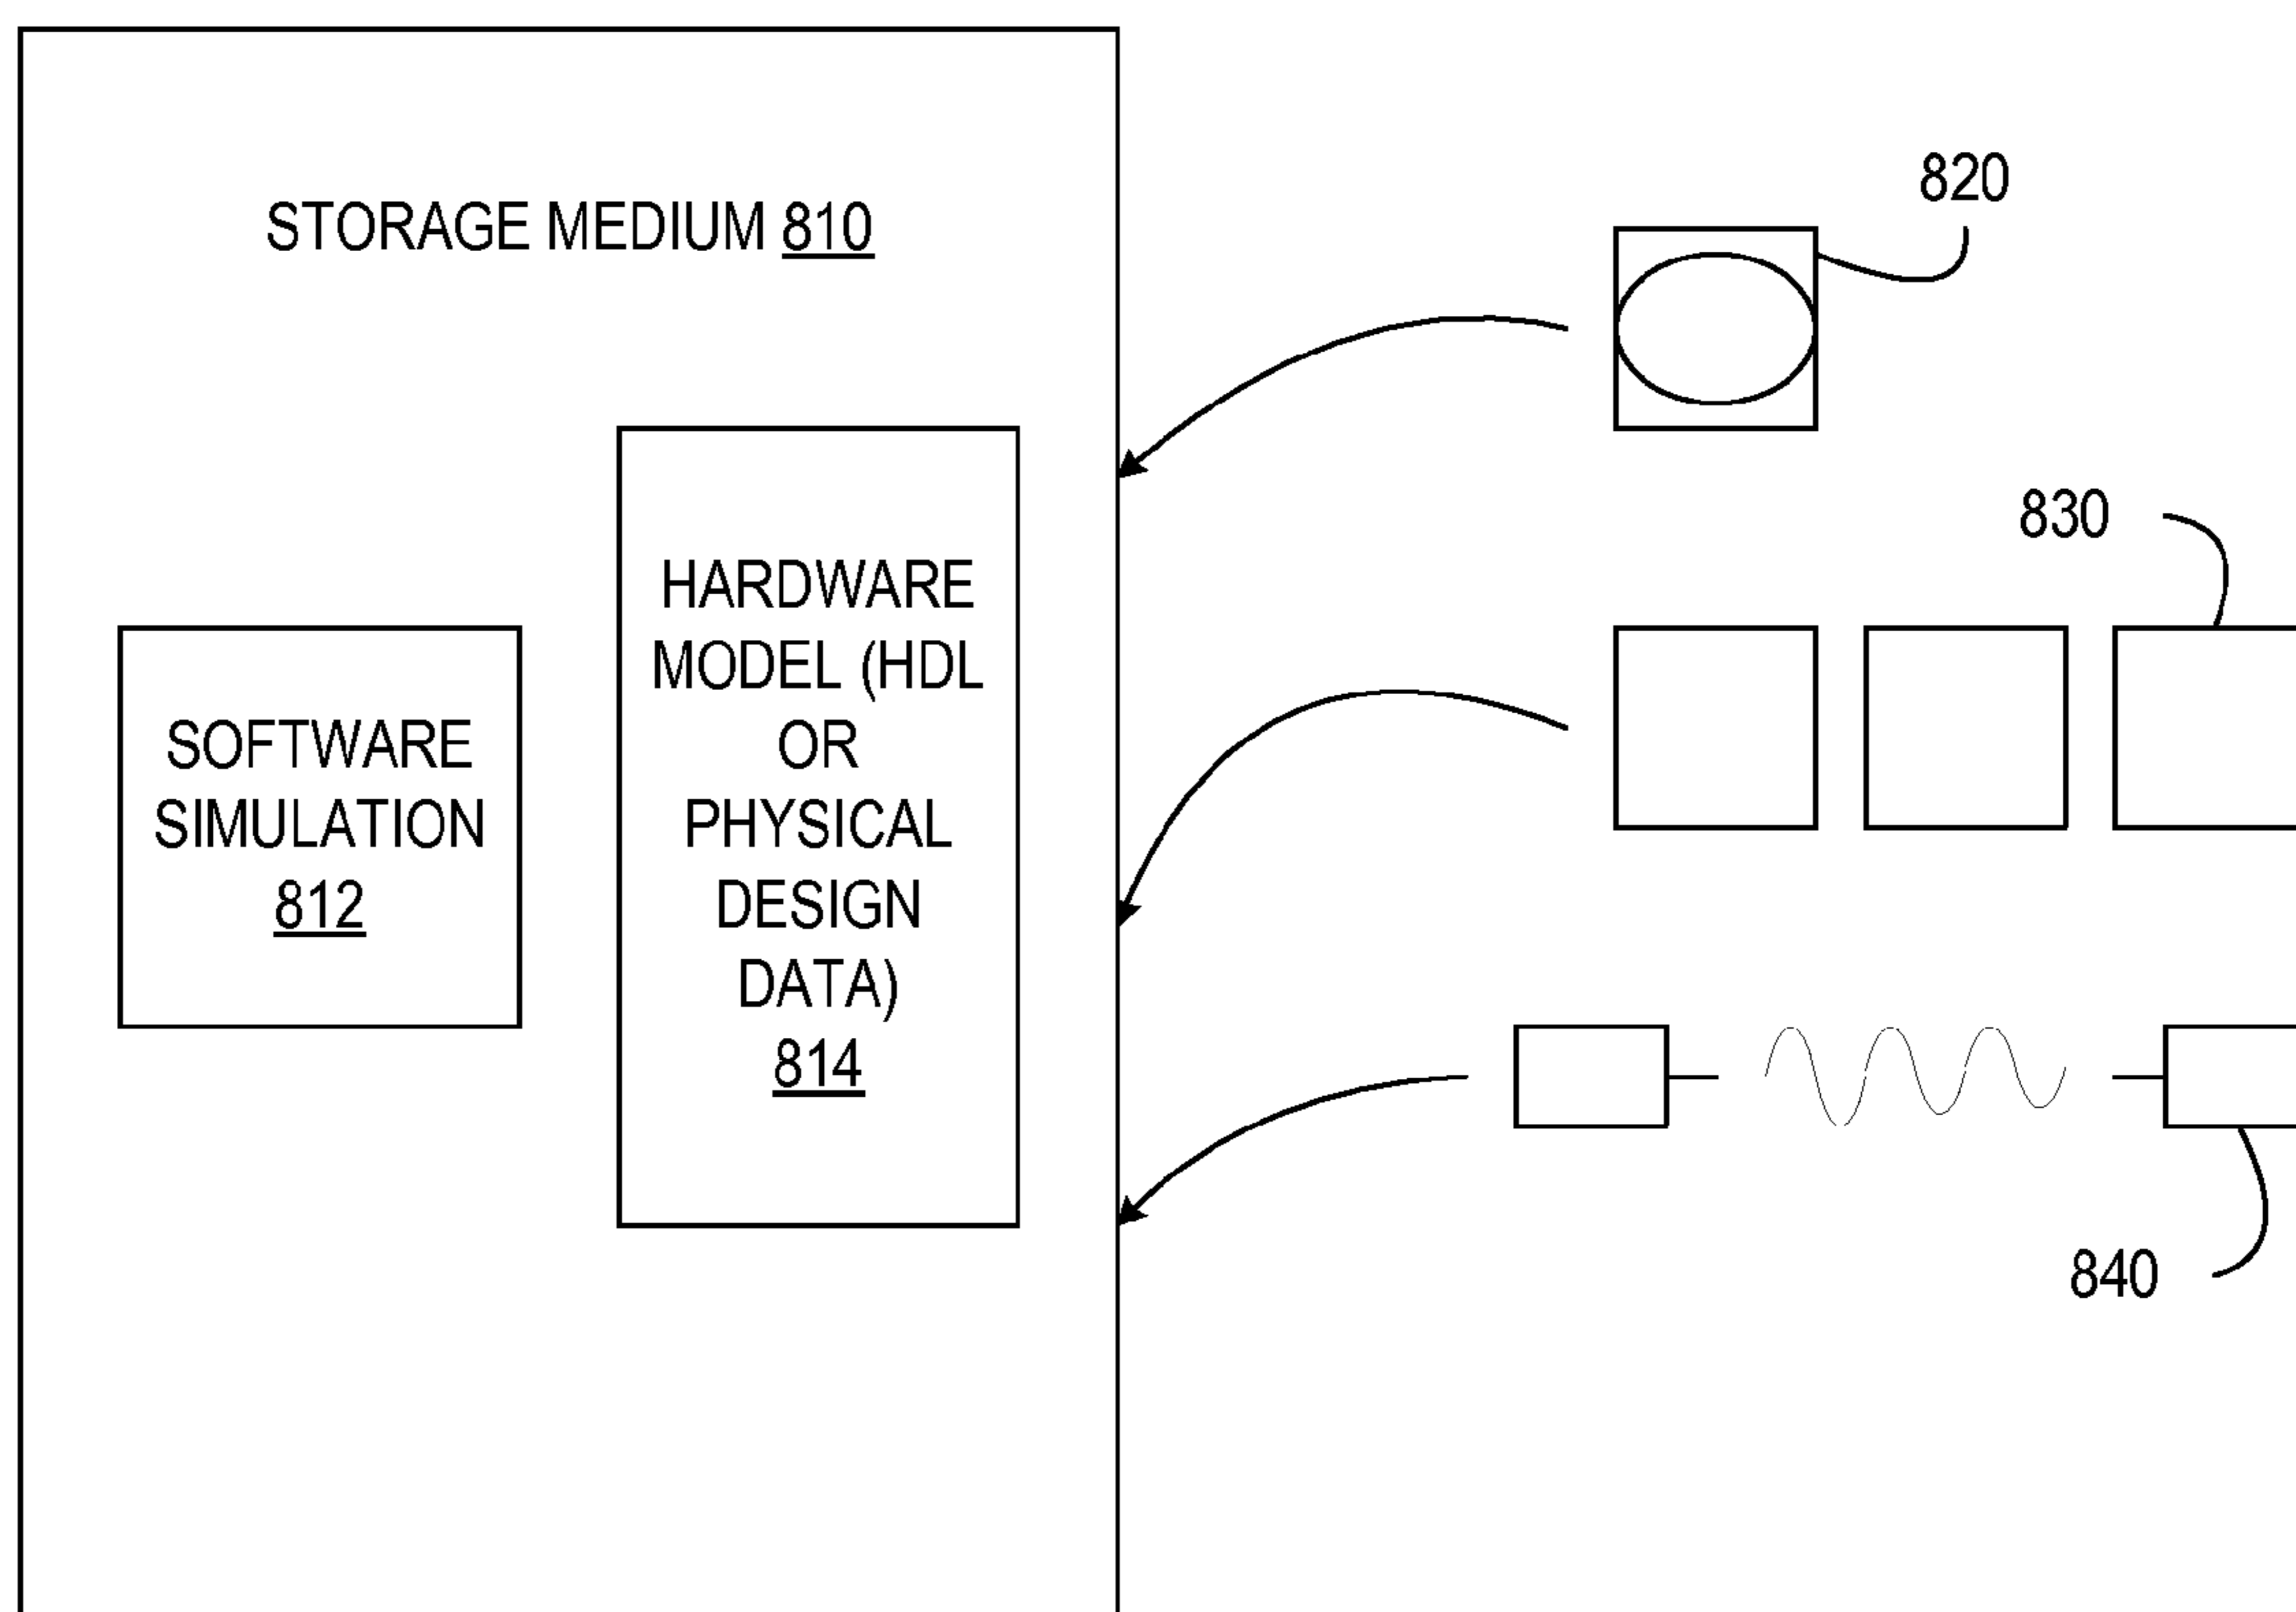 STORAGE MEDIUM 810
820
830
HARDWARE
MODEL (HDL
OR
PHYSICAL
DESIGN
DATA)
814
SOFTWARE
SIMULATION
812
840